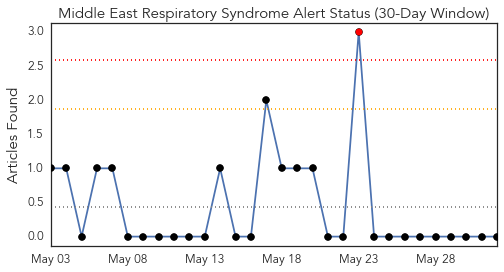 Middle East Respiratory Syndrome Alert Status (30-Day Window)
Articles Found
3.0
2.5
2.0
1.5
1.0
0.5
0.0
May 03 May 08 May 13 May 18 May 23 May 28